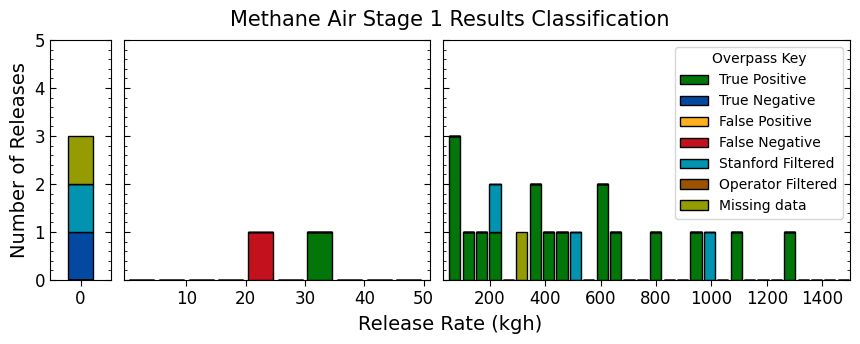 Methane Air Stage 1 Results Classification
Number of Releases
5
4
3
2
1
0
0
10
20
30
40
50
200
400
600
800
1000
1200
1400
Release Rate (kgh)
Overpass Key
True Positive
True Negative
False Positive
False Negative
Stanford Filtered
Operator Filtered
Missing data